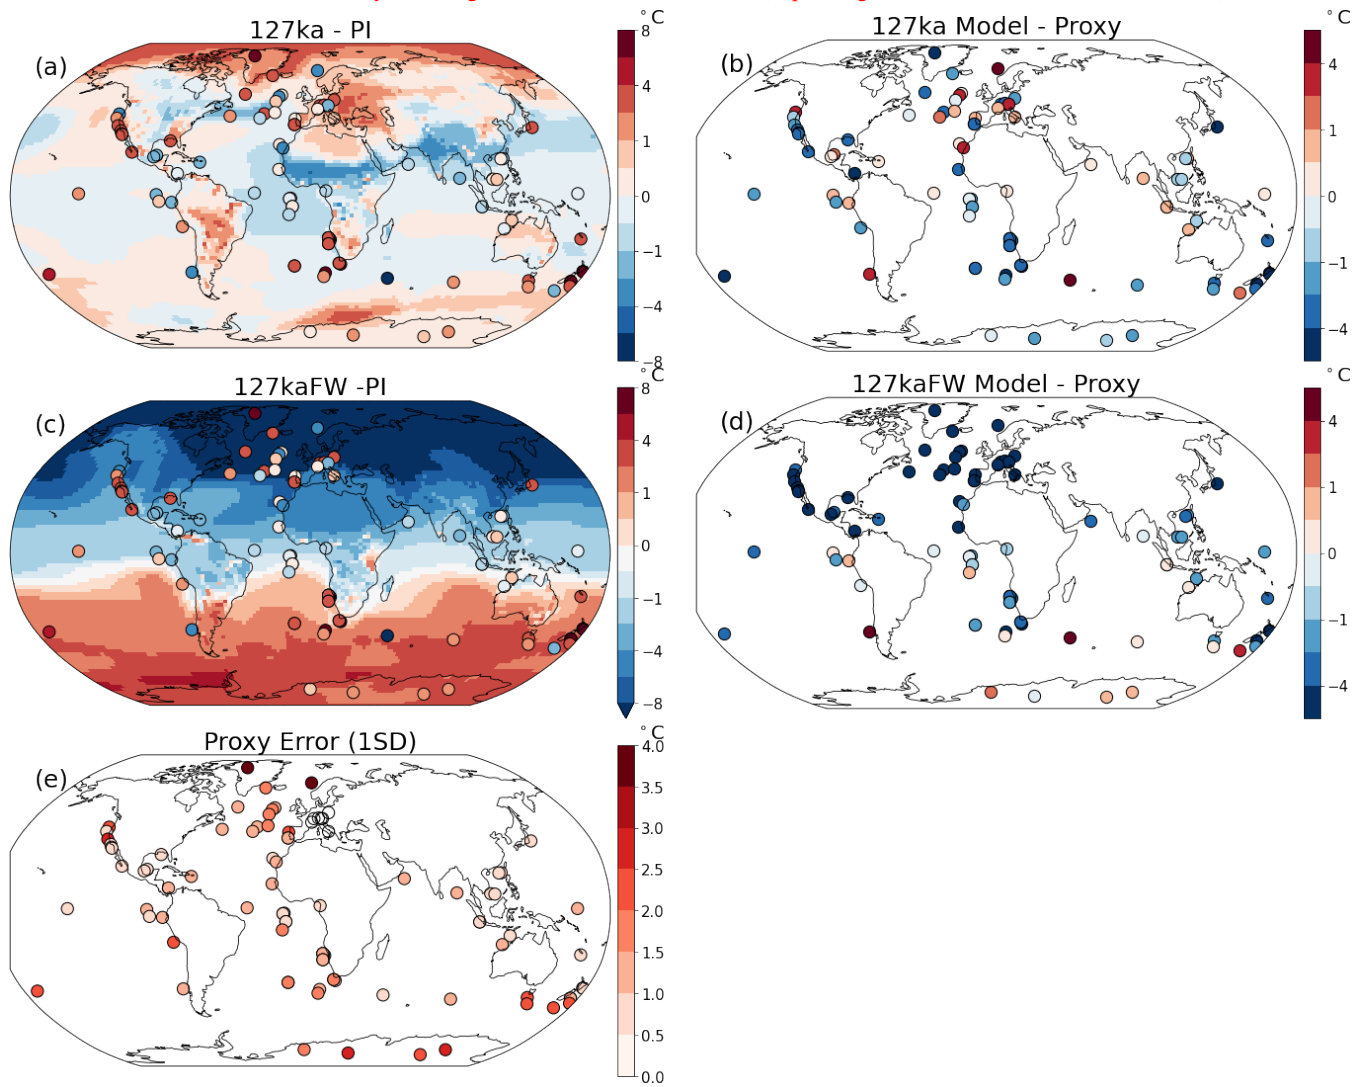 127ka - PI
°C
(a)
8
4
1
0
−1
−4
−8
127ka Model - Proxy
°C
(b)
4
1
0
−1
−4
127kaFW -PI
°C
(c)
8
4
1
0
−1
−4
−8
127kaFW Model - Proxy
°C
(d)
4
1
0
−1
−4
Proxy Error (1SD)
°C
(e)
4.0
3.5
3.0
2.5
2.0
1.5
1.0
0.5
0.0